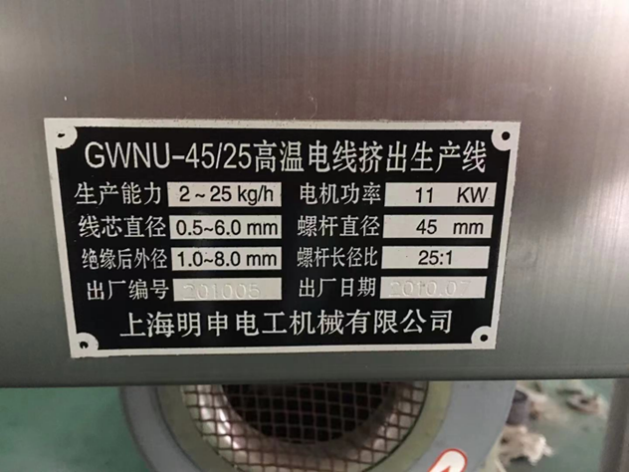 GWNU-45/25高温电线挤出生产线
生产能力 2~25 kg/h 电机功率 11 KW
线芯直径 0.5~6.0 mm 螺杆直径 45 mm
绝缘后外径 1.0~8.0 mm 螺杆长径比 25:1
出厂编号 201005 出厂日期 2010.07
上海明申电工机械有限公司